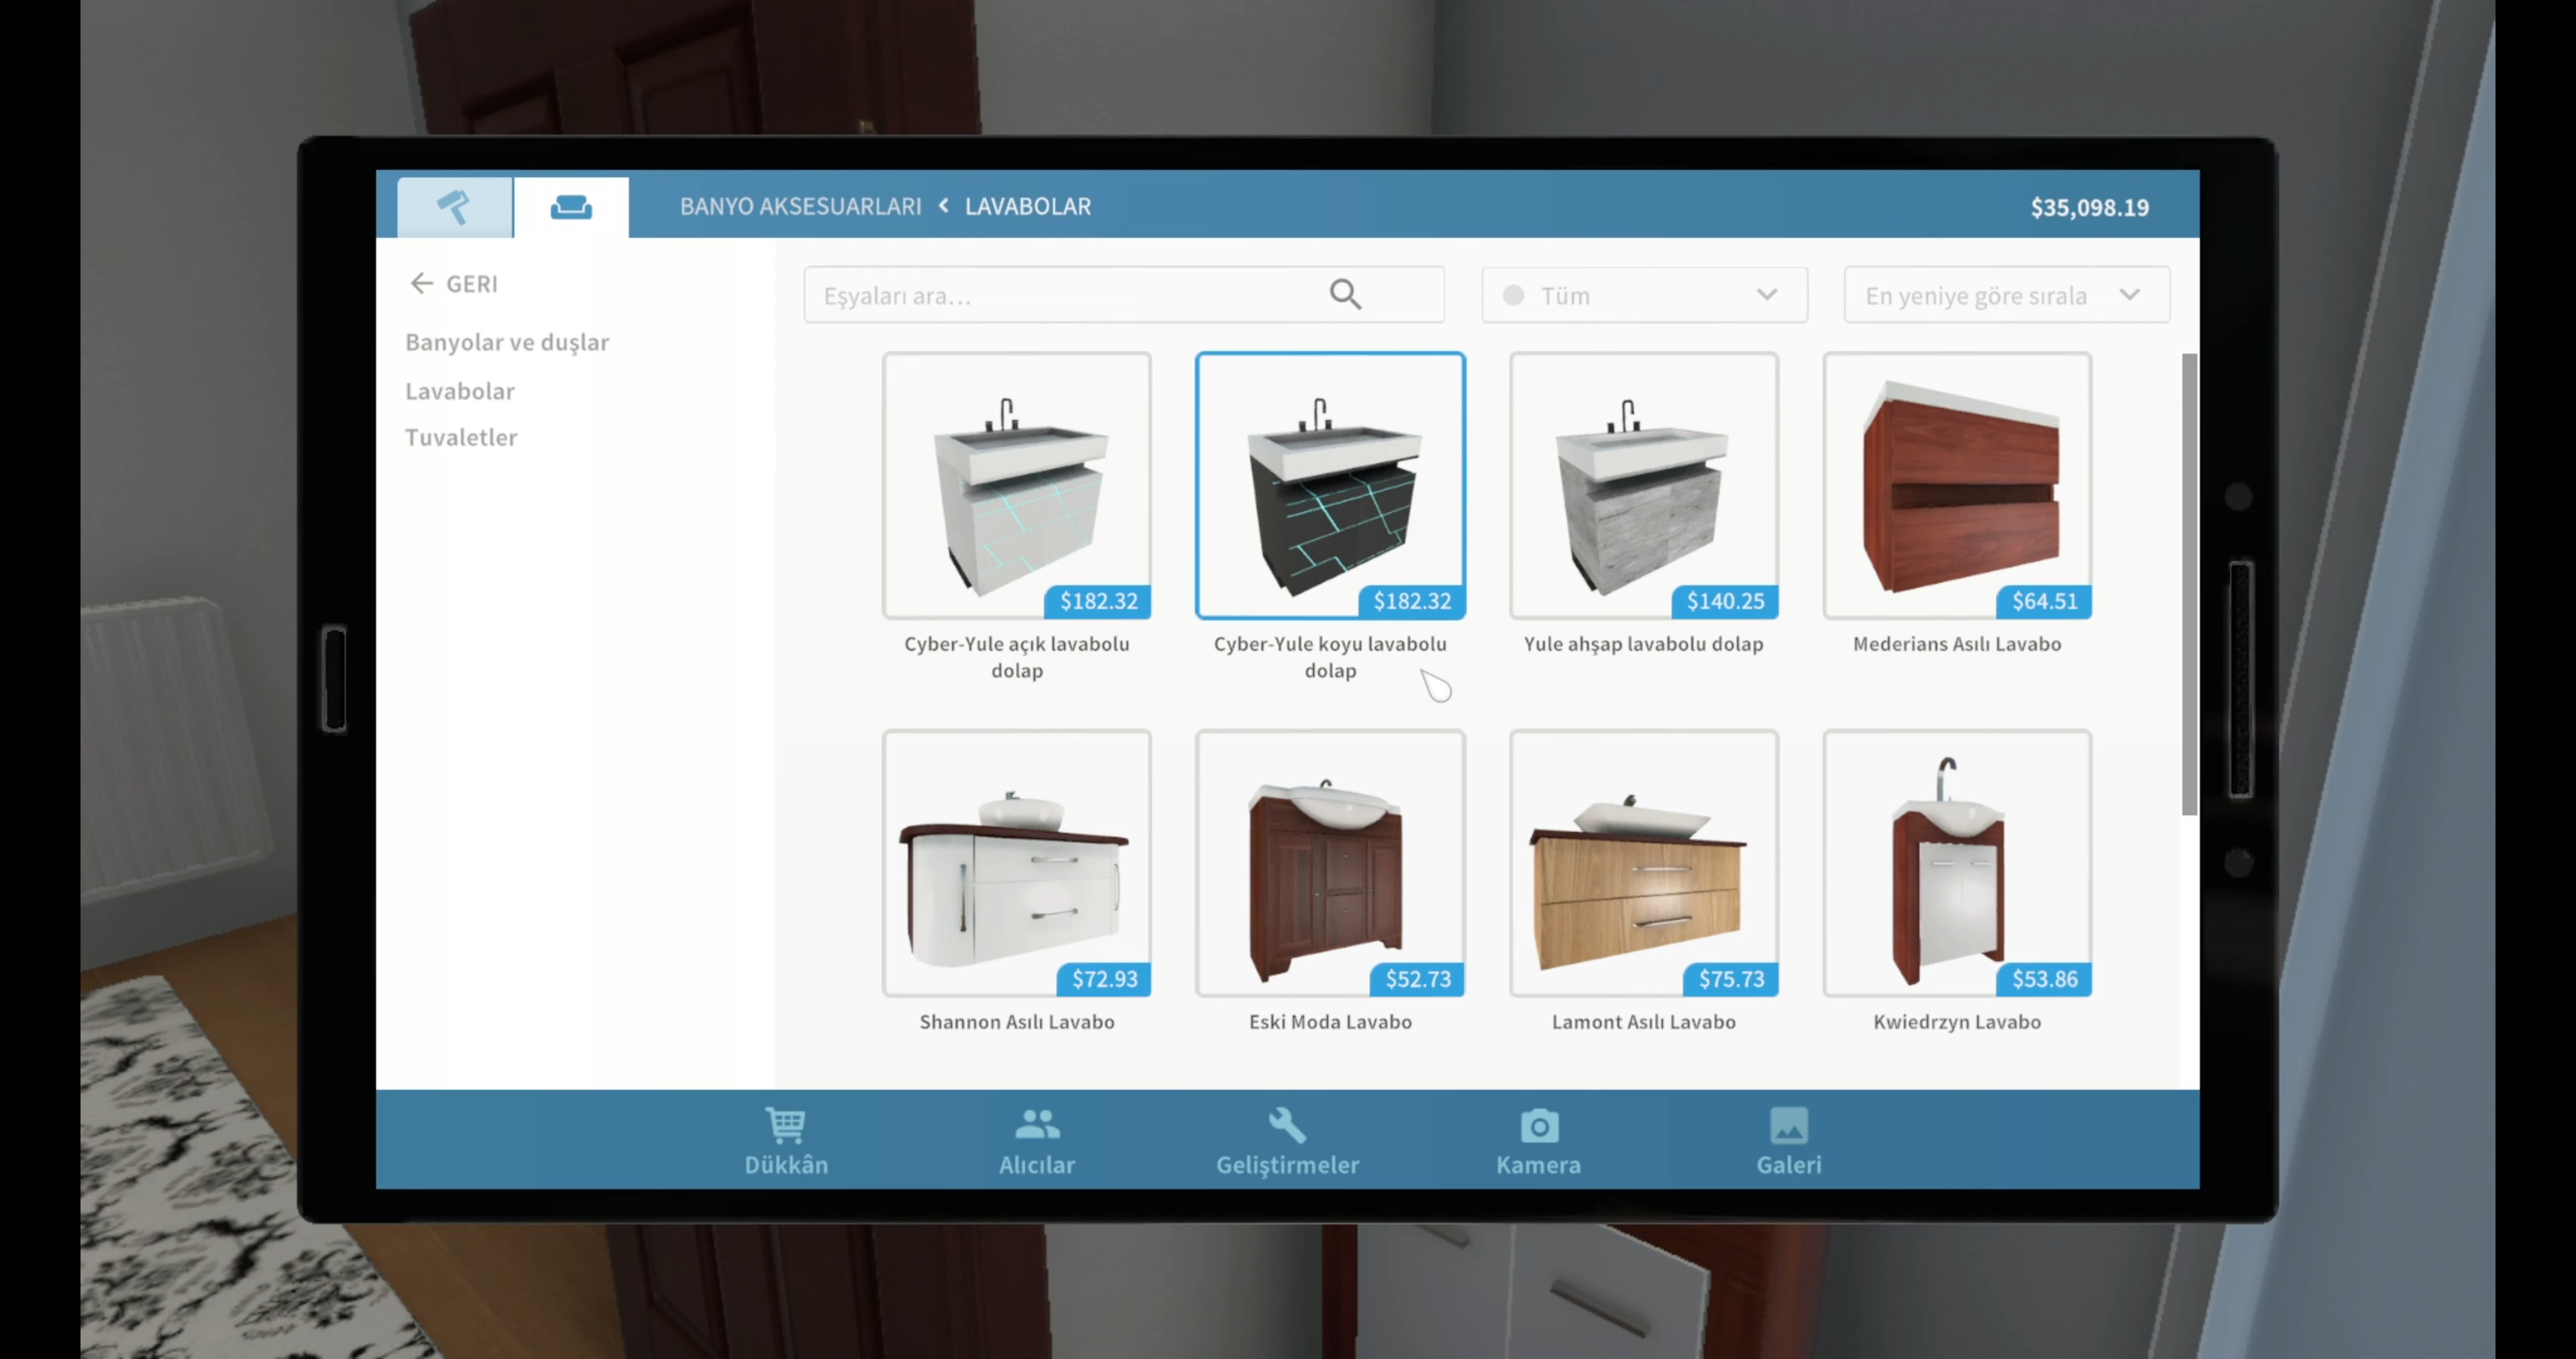 BANYO AKSESUARLARI < LAVABOLAR
$35,098.19
GERI
Banyolar ve duşlar
Lavabolar
Tuvaletler
Eşyaları ara...
Tüm
En yeniye göre sırala
$182.32
$182.32
$140.25
$64.51
Cyber-Yule açık lavabolu
dolap
Cyber-Yule koyu lavabolu
dolap
Yule ahşap lavabolu dolap
Mederians Asılı Lavabo
$72.93
$52.73
$75.73
$53.86
Shannon Asılı Lavabo
Eski Moda Lavabo
Lamont Asılı Lavabo
Kwiedrzyn Lavabo
Dükkân
Alıcılar
Geliştirmeler
Kamera
Galeri